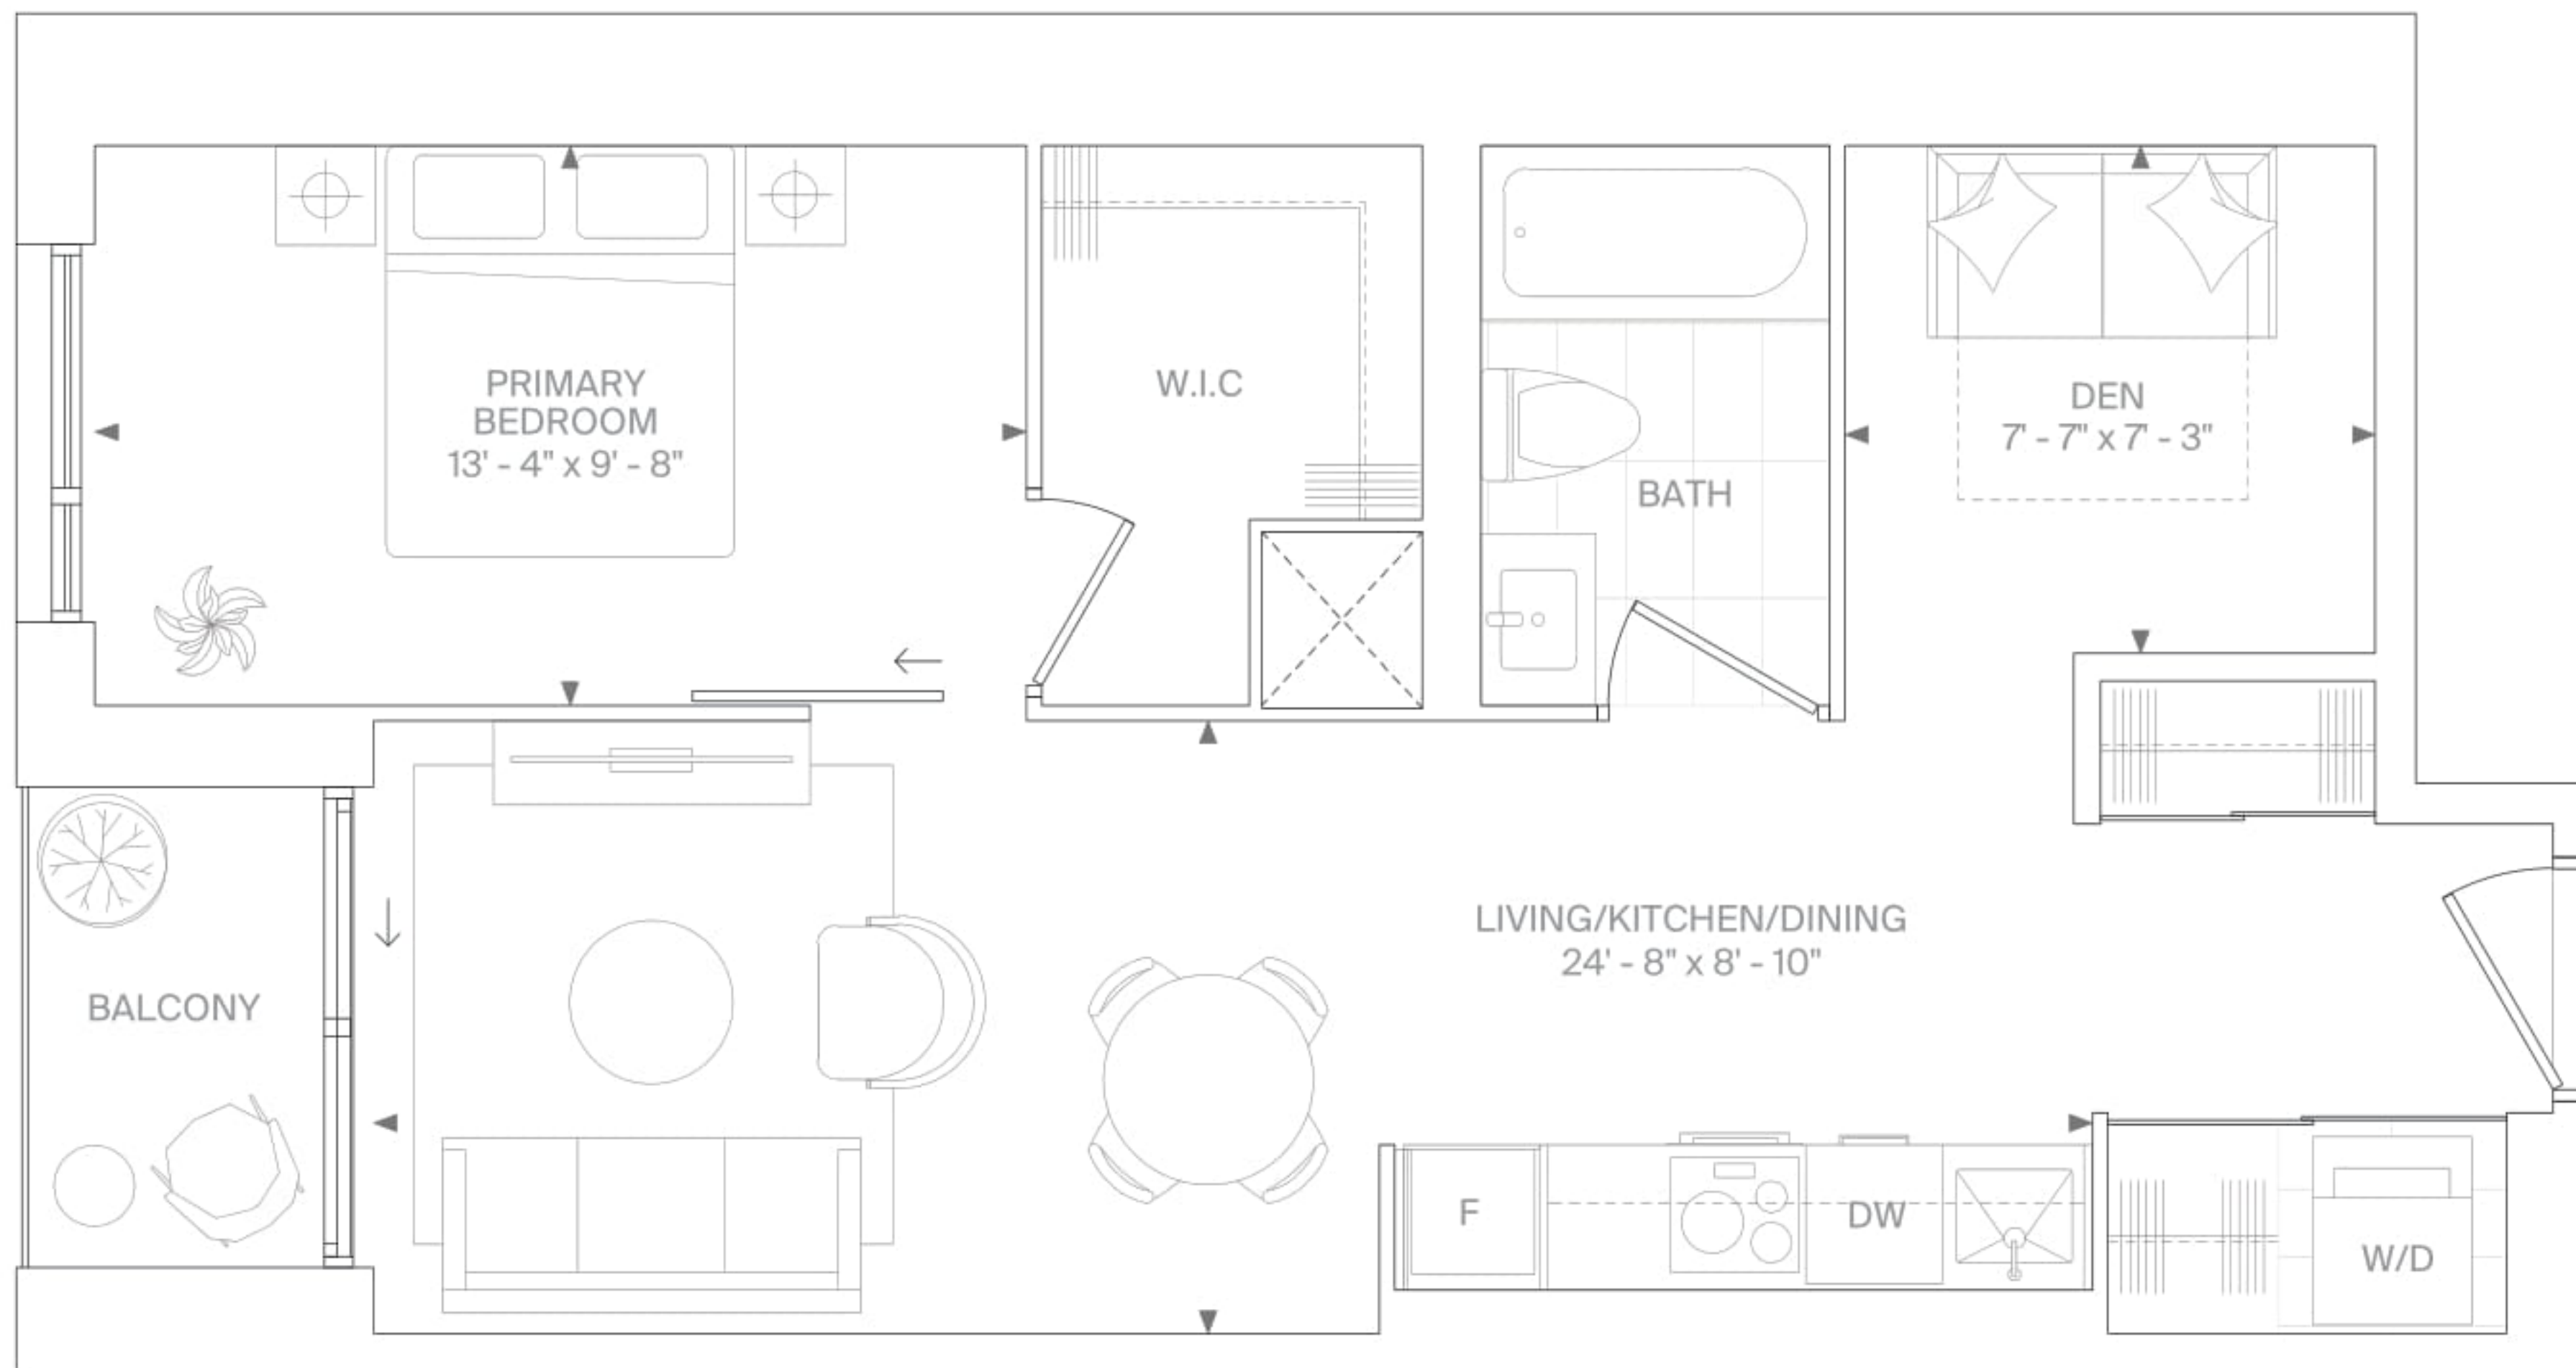 PRIMARY
BEDROOM
13' - 4" x 9' - 8"
W.I.C
BATH
DEN
7' - 7" x 7' - 3"
BALCONY
LIVING/KITCHEN/DINING
24' - 8" x 8' - 10"
F
DW
W/D